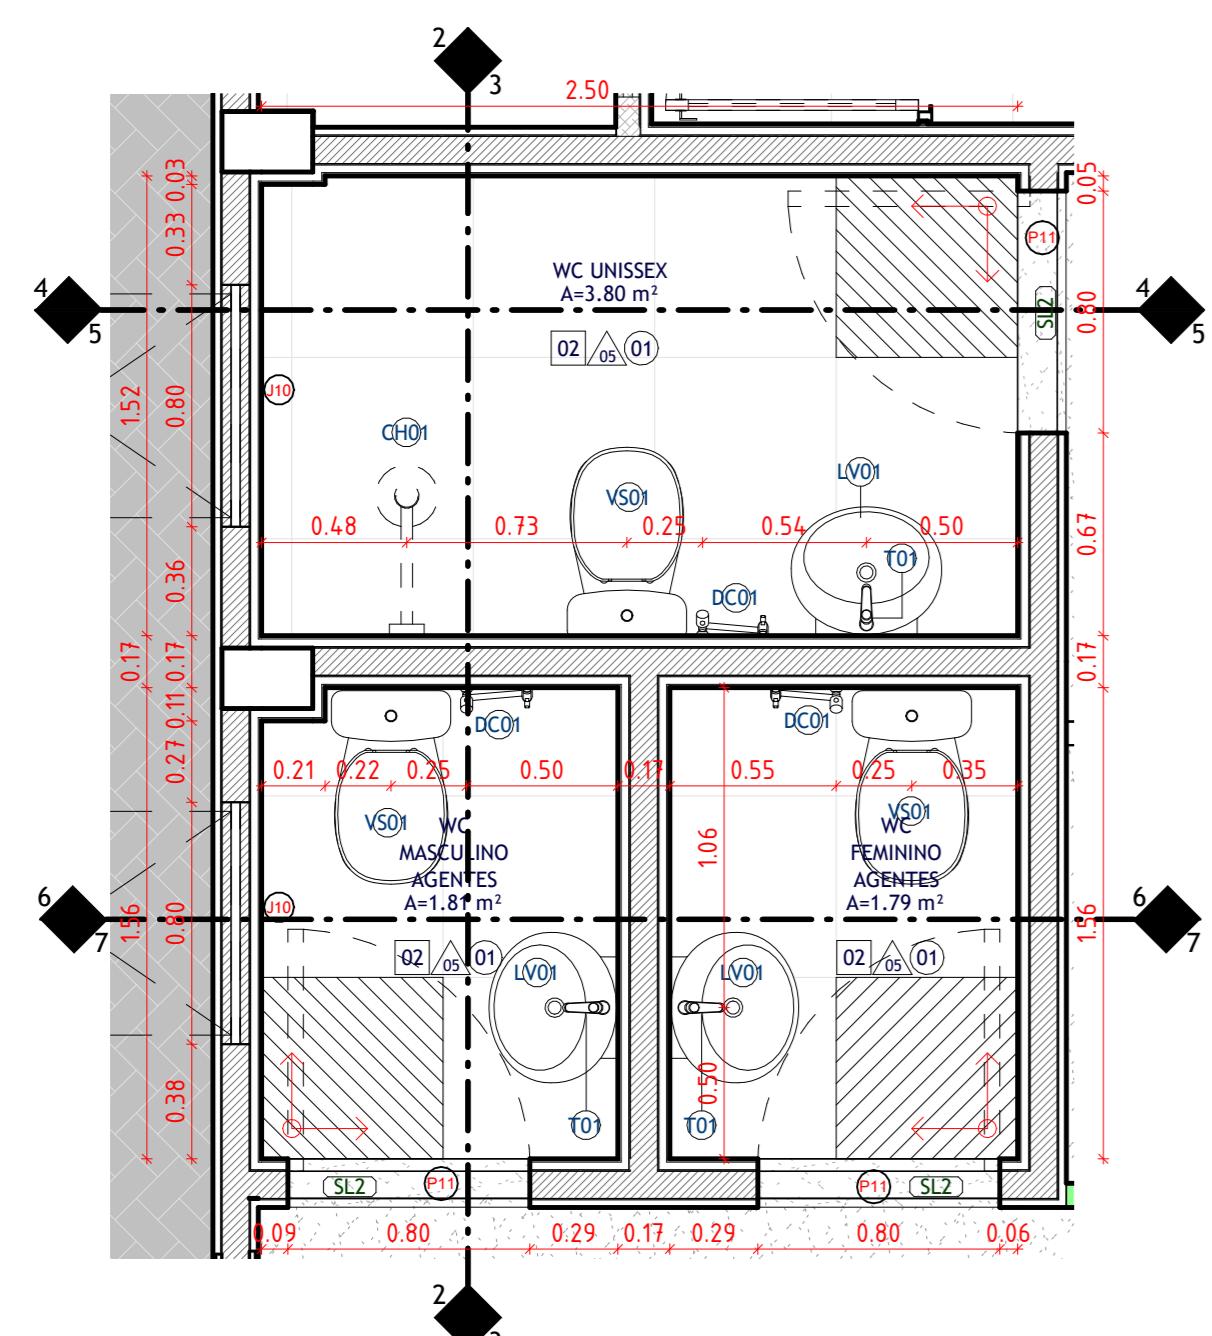 2
3
2.50
0.03
0.33
0.05
P11
WC UNISSEX
A=3.80 m²
4
5
4
5
SL2
0.80
02
05
01
J10
1.52
0.80
CH01
LV01
VS01
0.48
0.73
0.25
0.54
0.50
T01
0.67
0.36
DC01
0.17
0.17
0.17
0.11
DC01
DC01
0.27
0.21
0.22
0.25
0.50
0.17
0.55
0.25
0.35
VS01
VS01
WC
MASCULINO
AGENTES
A=1.81 m²
1.06
WC
FEMININO
AGENTES
A=1.79 m²
6
7
1.56
0.80
J10
1.56
6
7
02
05
01
02
05
01
LV01
LV01
0.38
0.50
T01
T01
SL2
P11
P11
SL2
0.09
0.80
0.29
0.17
0.29
0.80
0.06
2